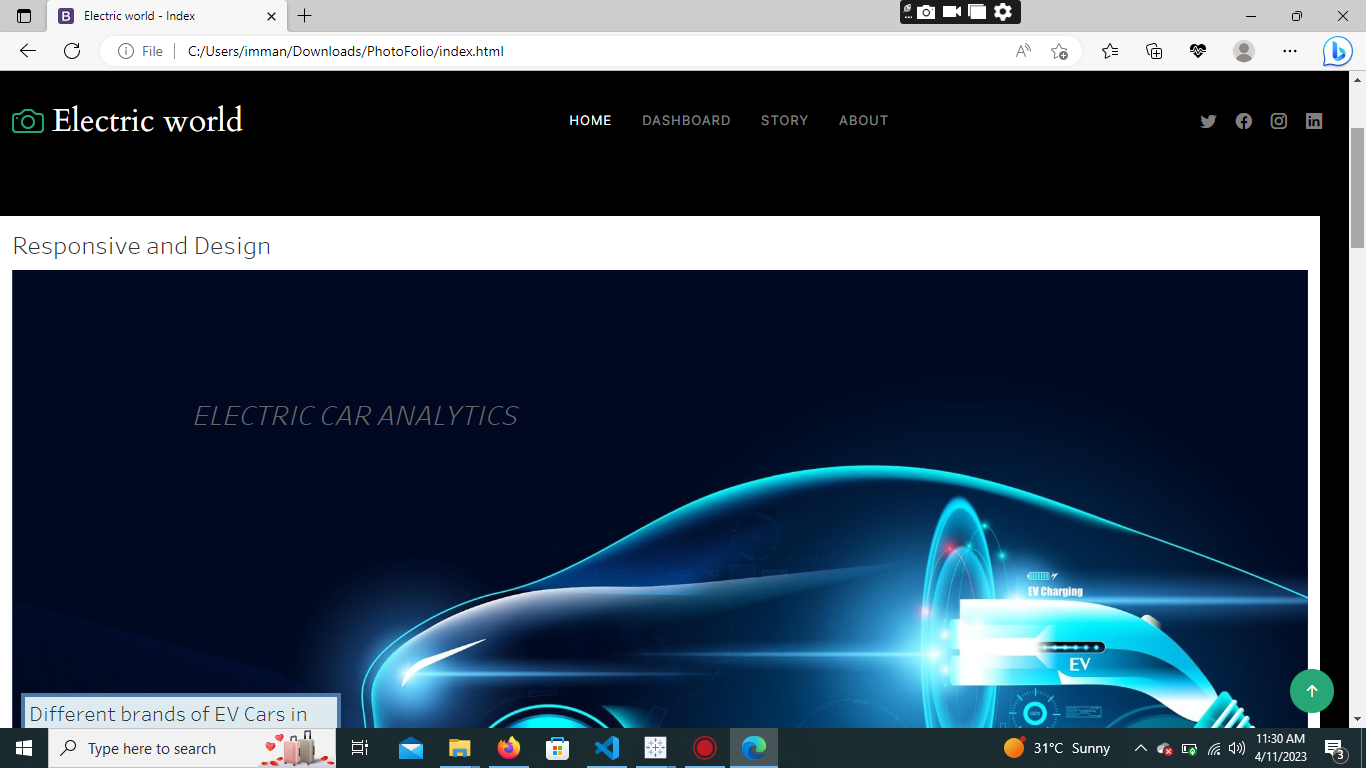 Electric world - Index
File
C:/Users/imman/Downloads/PhotoFolio/index.html
Electric world
HOME DASHBOARD STORY ABOUT
Responsive and Design
ELECTRIC CAR ANALYTICS
EV Charging
EV
Different brands of EV Cars in
Type here to search
31°C Sunny
11:30 AM
4/11/2023
3